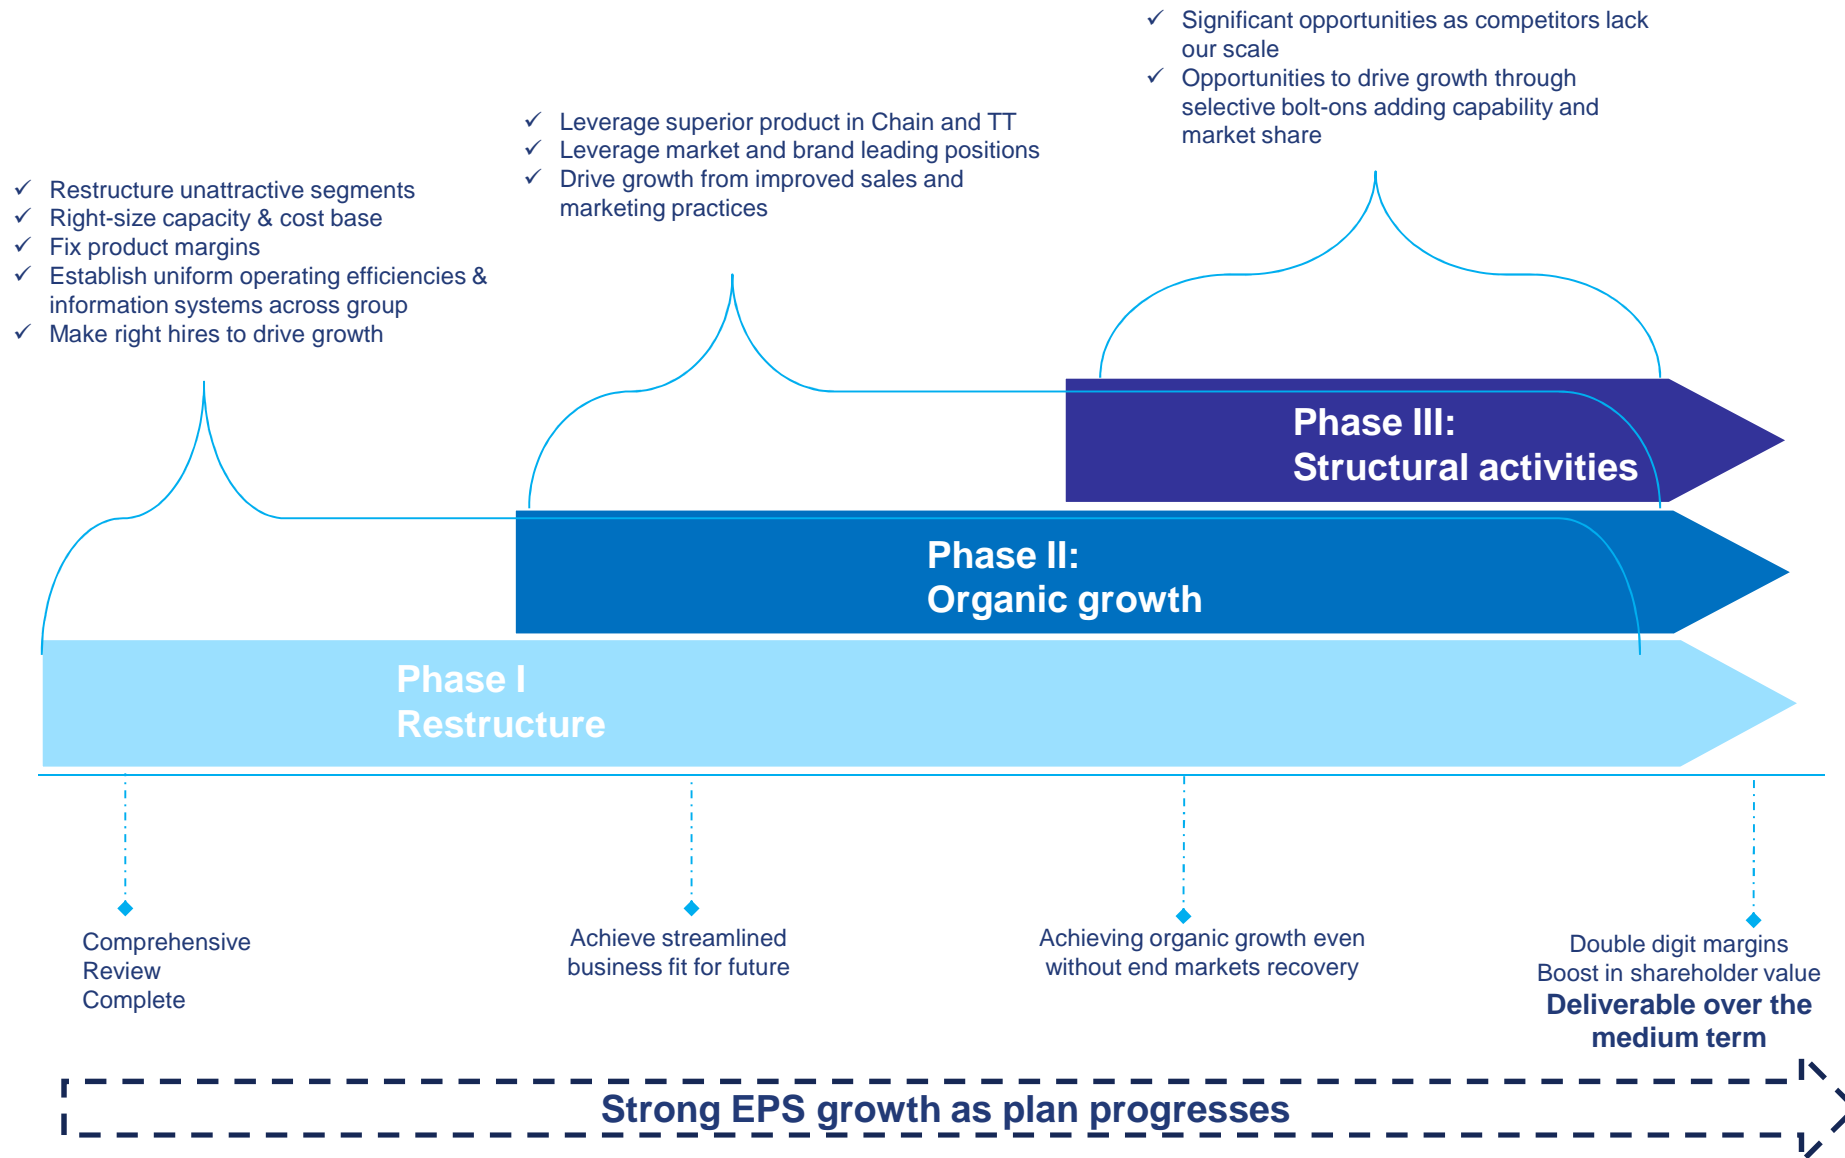 ✓ Significant opportunities as competitors lack
our scale
✓ Opportunities to drive growth through
selective bolt-ons adding capability and
market share
✓ Leverage superior product in Chain and TT
✓ Leverage market and brand leading positions
✓ Drive growth from improved sales and
marketing practices
✓ Restructure unattractive segments
✓ Right-size capacity & cost base
✓ Fix product margins
✓ Establish uniform operating efficiencies &
information systems across group
✓ Make right hires to drive growth
Phase III:
Structural activities
Phase II:
Organic growth
Phase I
Restructure
Comprehensive
Review
Complete
Achieve streamlined
business fit for future
Achieving organic growth even
without end markets recovery
Double digit margins
Boost in shareholder value
Deliverable over the
medium term
Strong EPS growth as plan progresses